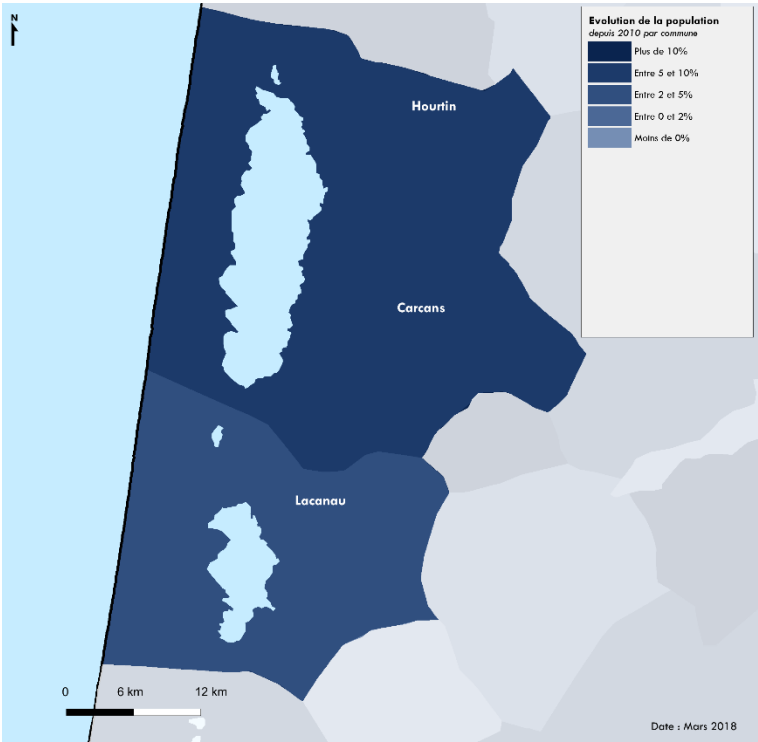 N
Evolution de la population
depuis 2010 par commune
Plus de 10%
Entre 5 et 10%
Entre 2 et 5%
Entre 0 et 2%
Moins de 0%
Hourtin
Carcans
Lacanau
0 6 km 12 km
Date : Mars 2018